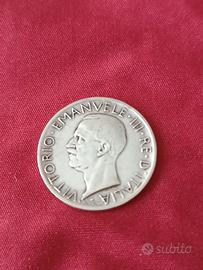 VITTORIO · EMANVELE · III · RE · D'ITALIA
subito